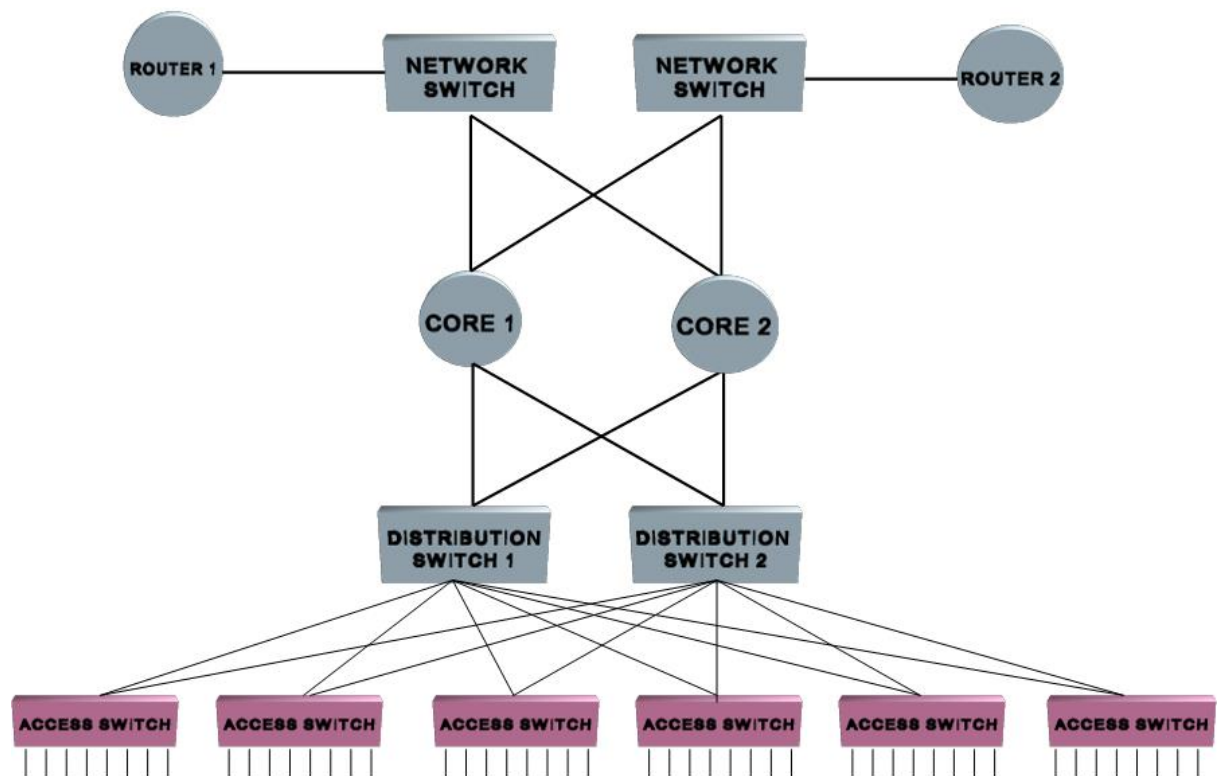 ROUTER 1
NETWORK
SWITCH
NETWORK
SWITCH
ROUTER 2
CORE 1
CORE 2
DISTRIBUTION
SWITCH 1
DISTRIBUTION
SWITCH 2
ACCESS SWITCH
ACCESS SWITCH
ACCESS SWITCH
ACCESS SWITCH
ACCESS SWITCH
ACCESS SWITCH